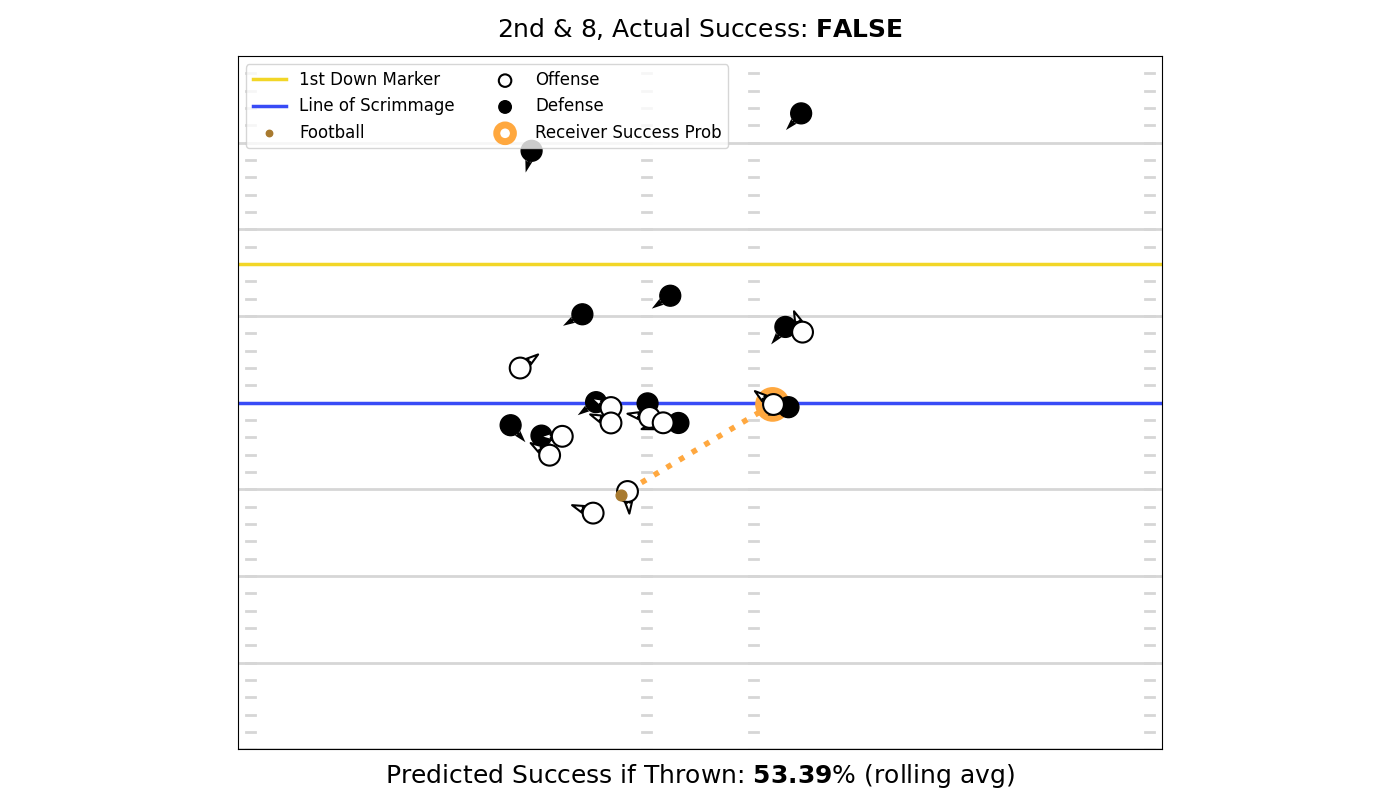 2nd & 8, Actual Success: FALSE
1st Down Marker
Line of Scrimmage
Football
Offense
Defense
Receiver Success Prob
Predicted Success if Thrown: 53.39% (rolling avg)